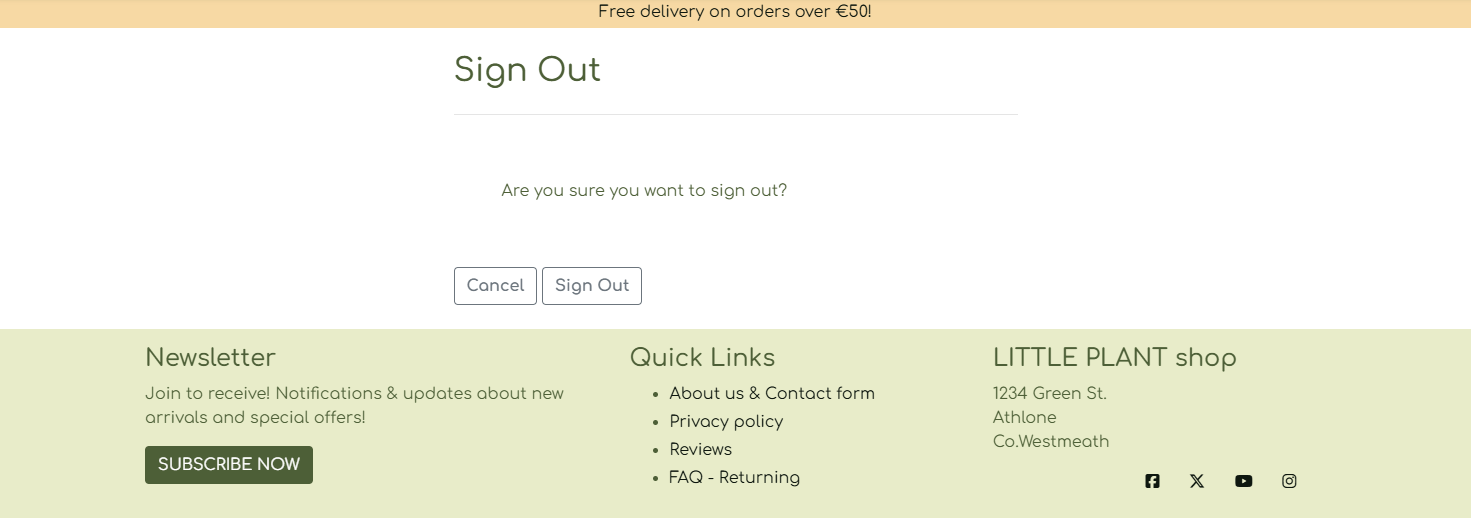 Free delivery on orders over €50!
Sign Out
Are you sure you want to sign out?
Cancel
Sign Out
Newsletter
Join to receive! Notifications & updates about new
arrivals and special offers!
SUBSCRIBE NOW
Quick Links
About us & Contact form
Privacy policy
Reviews
FAQ - Returning
LITTLE PLANT shop
1234 Green St.
Athlone
Co.Westmeath